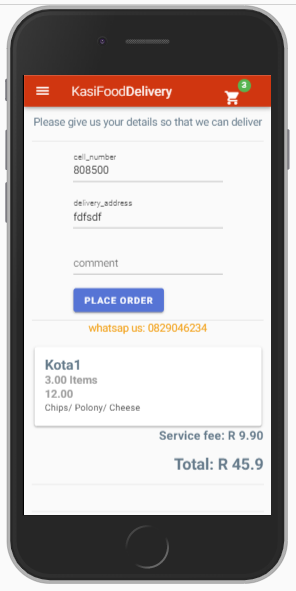 KasiFoodDelivery
3
Please give us your details so that we can deliver
cell_number
808500
delivery_address
fdfsdf
comment
PLACE ORDER
whatsap us: 0829046234
Kota1
3.00 Items
12.00
Chips/ Polony/ Cheese
Service fee: R 9.90
Total: R 45.9